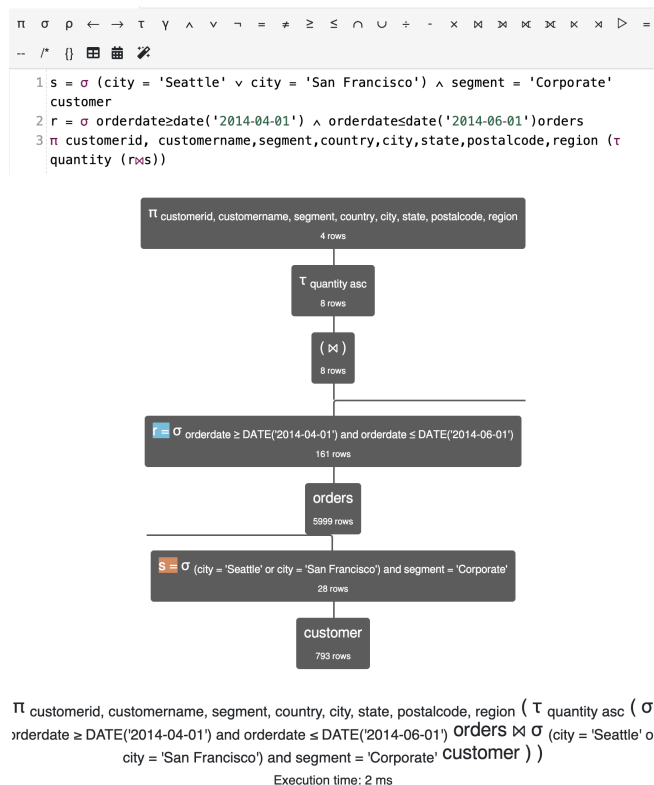 π σ ρ ← → τ γ ∧ ∨ ¬ = ≠ ≥ ≤ ∩ ∪ ÷ - × ⋈ ⟕ ⟖ ⟗ ⋉ ⋊ ▷ =
-- /* {}
1 s = σ (city = 'Seattle' ∨ city = 'San Francisco') ∧ segment = 'Corporate'
customer
2 r = σ orderdate≥date('2014-04-01') ∧ orderdate≤date('2014-06-01')orders
3 π customerid, customername,segment,country,city,state,postalcode,region (τ
quantity (r⋈s))
π customerid, customername, segment, country, city, state, postalcode, region
4 rows
τ quantity asc
8 rows
( ⋈ )
8 rows
r = σ orderdate ≥ DATE('2014-04-01') and orderdate ≤ DATE('2014-06-01')
161 rows
orders
5999 rows
s = σ (city = 'Seattle' or city = 'San Francisco') and segment = 'Corporate'
28 rows
customer
793 rows
π customerid, customername, segment, country, city, state, postalcode, region ( τ quantity asc ( σ
orderdate ≥ DATE('2014-04-01') and orderdate ≤ DATE('2014-06-01') orders ⋈ σ (city = 'Seattle' o
city = 'San Francisco') and segment = 'Corporate' customer ) )
Execution time: 2 ms